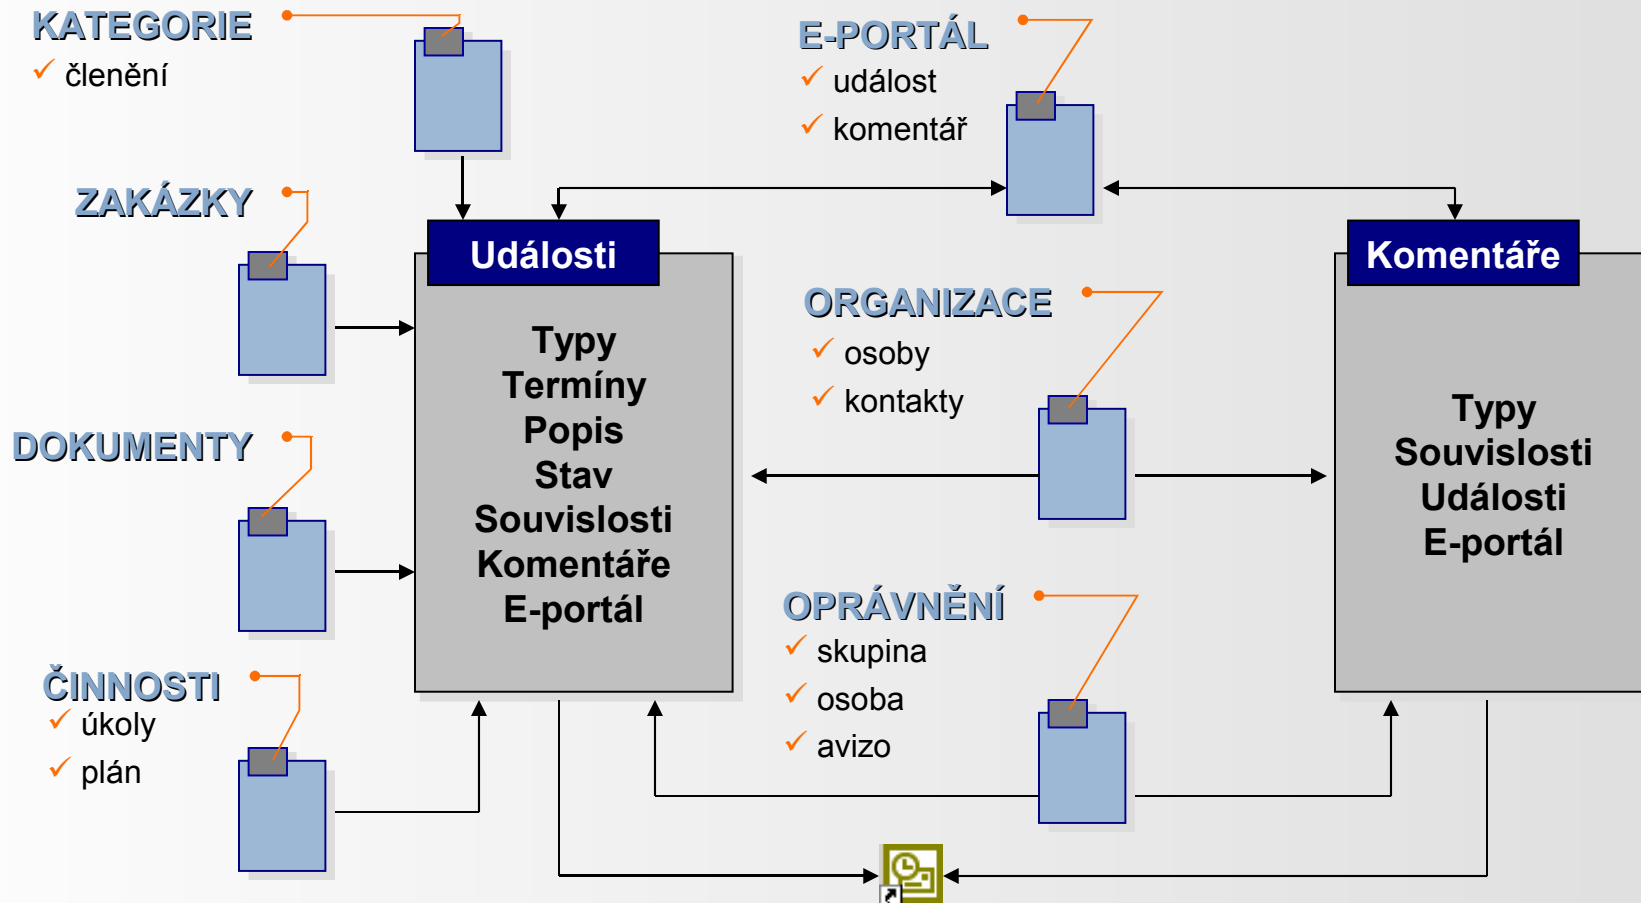 KATEGORIE
členění
ZAKÁZKY
DOKUMENTY
ČINNOSTI
úkoly
plán
Události
Typy
Termíny
Popis
Stav
Souvislosti
Komentáře
E-portál
E-PORTÁL
událost
komentář
ORGANIZACE
osoby
kontakty
OPRÁVNĚNÍ
skupina
osoba
avizo
Komentáře
Typy
Souvislosti
Události
E-portál